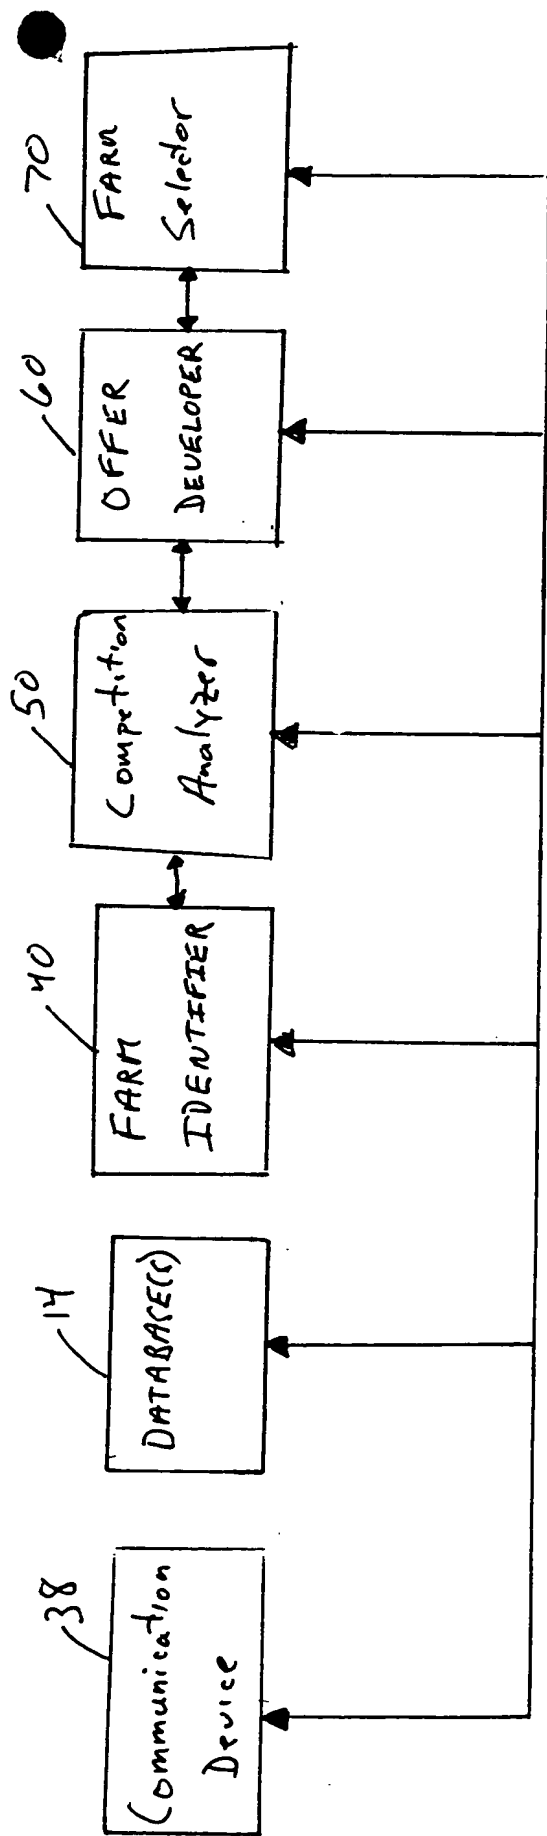 38
Communication
Device
14
DATABASE(s)
40
FARM
IDENTIFIER
50
Competition
Analyzer
60
OFFER
DEVELOPER
70
FARM
Selector